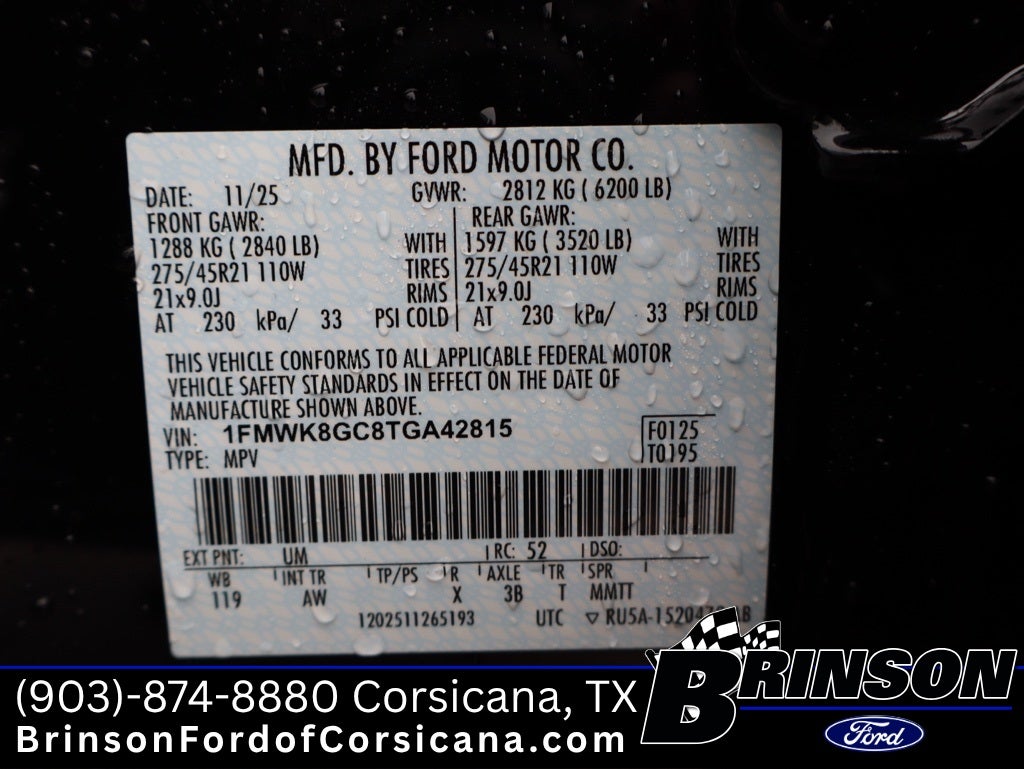 MFD. BY FORD MOTOR CO.
DATE: 11/25 GVWR: 2812 KG ( 6200 LB)
FRONT GAWR: REAR GAWR:
1288 KG ( 2840 LB) WITH 1597 KG ( 3520 LB) WITH
275/45R21 110W TIRES 275/45R21 110W TIRES
21x9.0J RIMS 21x9.0J RIMS
AT 230 kPa/ 33 PSI COLD AT 230 kPa/ 33 PSI COLD
THIS VEHICLE CONFORMS TO ALL APPLICABLE FEDERAL MOTOR
VEHICLE SAFETY STANDARDS IN EFFECT ON THE DATE OF
MANUFACTURE SHOWN ABOVE.
VIN: 1FMWK8GC8TGA42815 F0125
TYPE: MPV T0195
EXT PNT: UM RC: 52 DSO:
WB INT TR TP/PS R AXLE TR SPR
119 AW X 3B T MMTT
1202511265193 UTC ▽
(903)-874-8880 Corsicana, TX
BrinsonFordofCorsicana.com
BRINSON
Ford